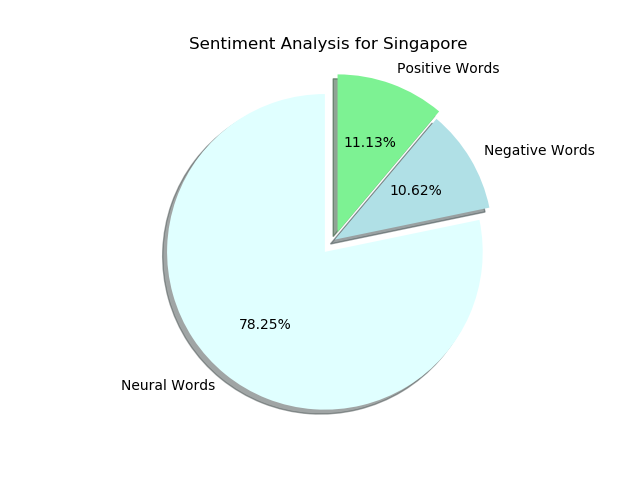 Sentiment Analysis for Singapore
Positive Words
11.13%
Negative Words
10.62%
78.25%
Neural Words